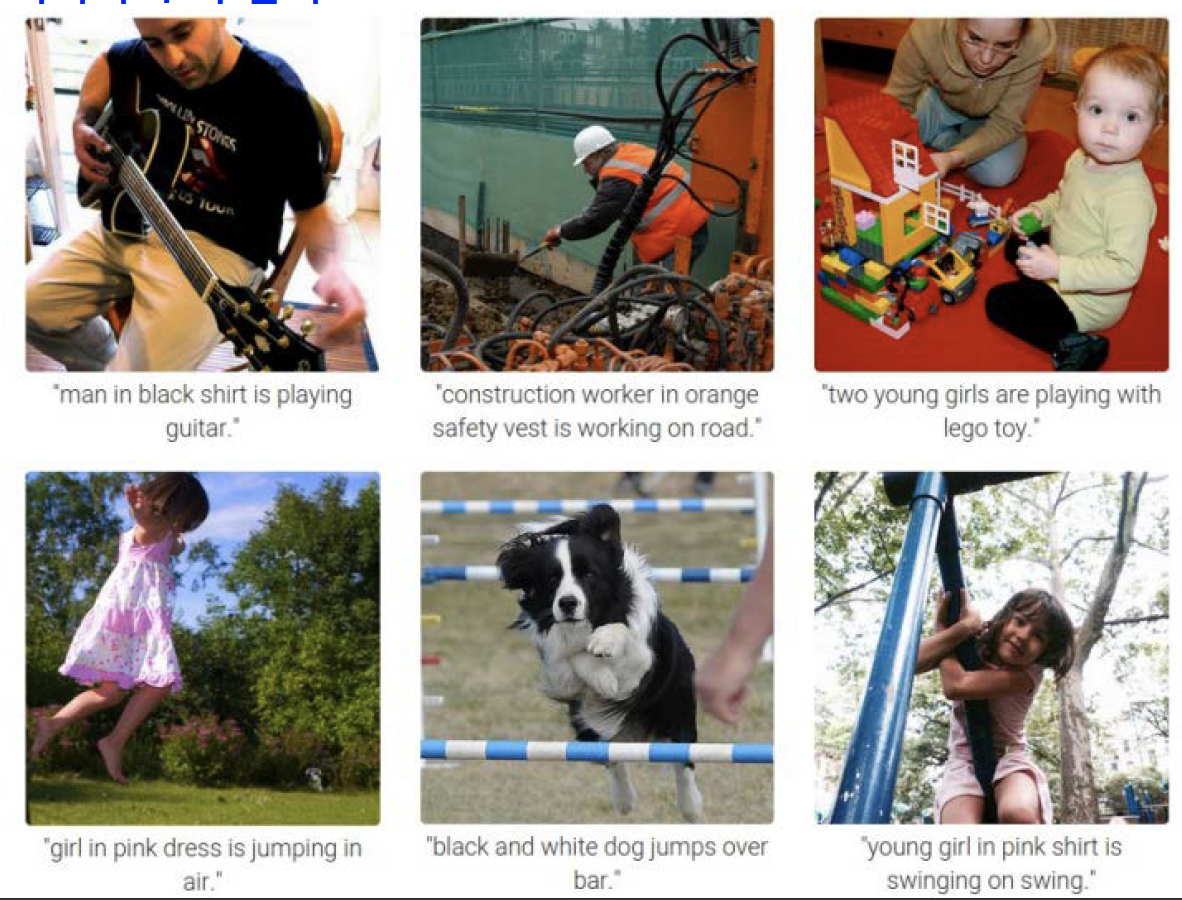 STONES
TOUR
"man in black shirt is playing
guitar."
"construction worker in orange
safety vest is working on road."
"two young girls are playing with
lego toy."
"girl in pink dress is jumping in
air."
"black and white dog jumps over
bar."
"young girl in pink shirt is
swinging on swing."